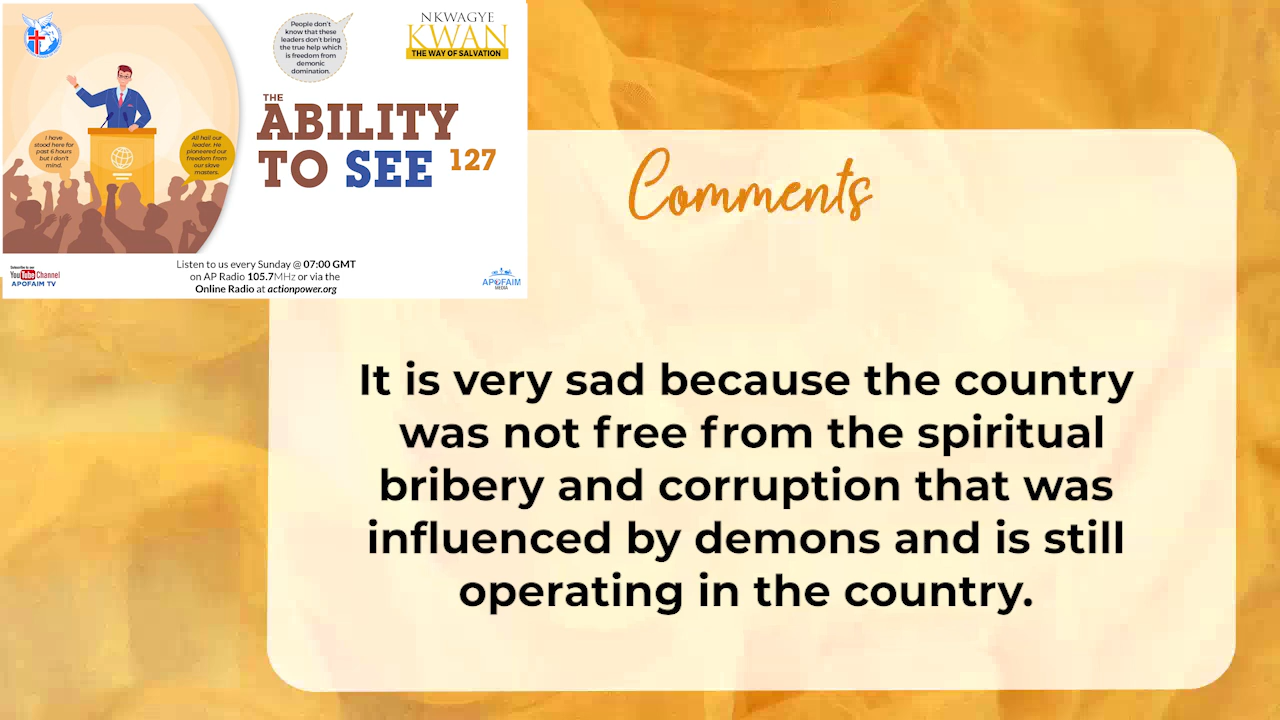 People don't
know that these
leaders don't bring
the true help which
is freedom from
demonic
domination.
NKWAGYE
KWAN
THE WAY OF SALVATION
THE
ABILITY
TO SEE 127
I have
stood here for
past 6 hours
but I don't
mind.
All hail our
leader. He
pioneered our
freedom from
our slave
masters.
Listen to us every Sunday @ 07:00 GMT
on AP Radio 105.7MHz or via the
Online Radio at actionpower.org
YouTube Channel
APOFAIM TV
APOFAIM
MEDIA
Comments
It is very sad because the country
was not free from the spiritual
bribery and corruption that was
influenced by demons and is still
operating in the country.